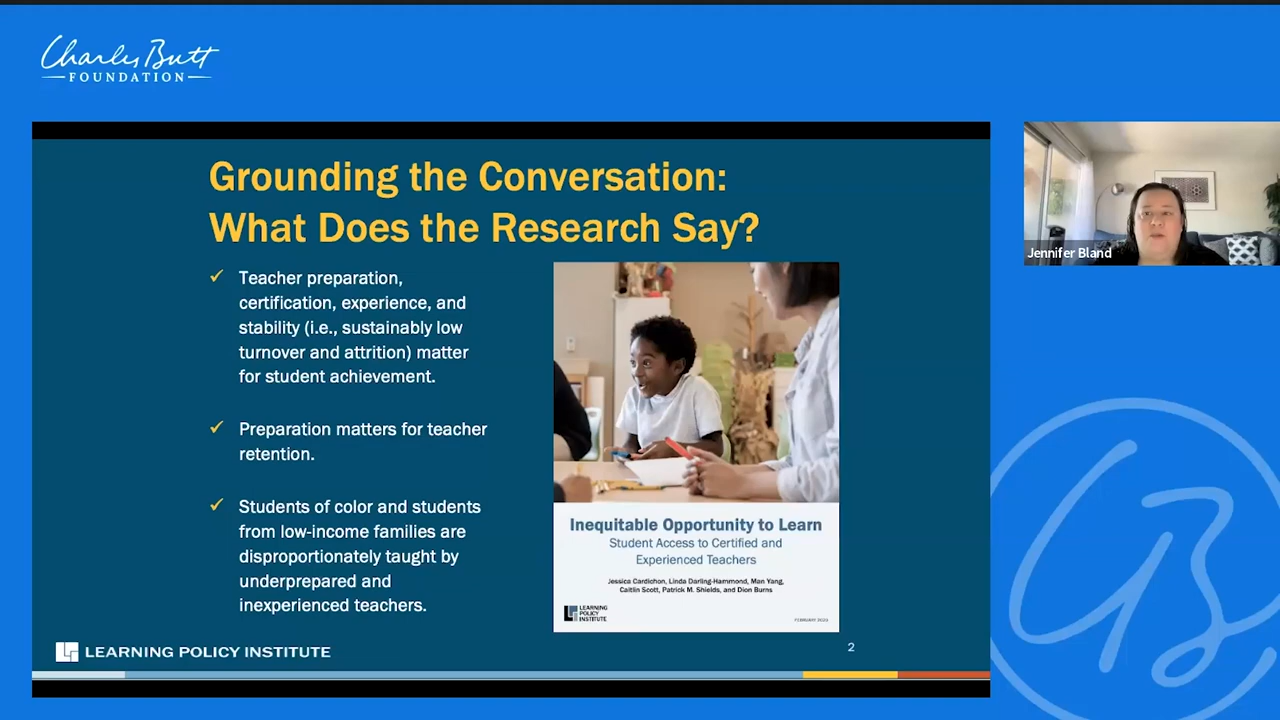 Charles Butt
FOUNDATION
Grounding the Conversation:
What Does the Research Say?
Teacher preparation,
certification, experience, and
stability (i.e., sustainably low
turnover and attrition) matter
for student achievement.
Preparation matters for teacher
retention.
Students of color and students
from low-income families are
disproportionately taught by
underprepared and
inexperienced teachers.
Inequitable Opportunity to Learn
Student Access to Certified and
Experienced Teachers
Jessica Cardichon, Linda Darling-Hammond, Man Yang,
Caitlin Scott, Patrick M. Shields, and Dion Burns
LEARNING
POLICY
INSTITUTE
FEBRUARY 2020
LEARNING POLICY INSTITUTE
2
Jennifer Bland
CB